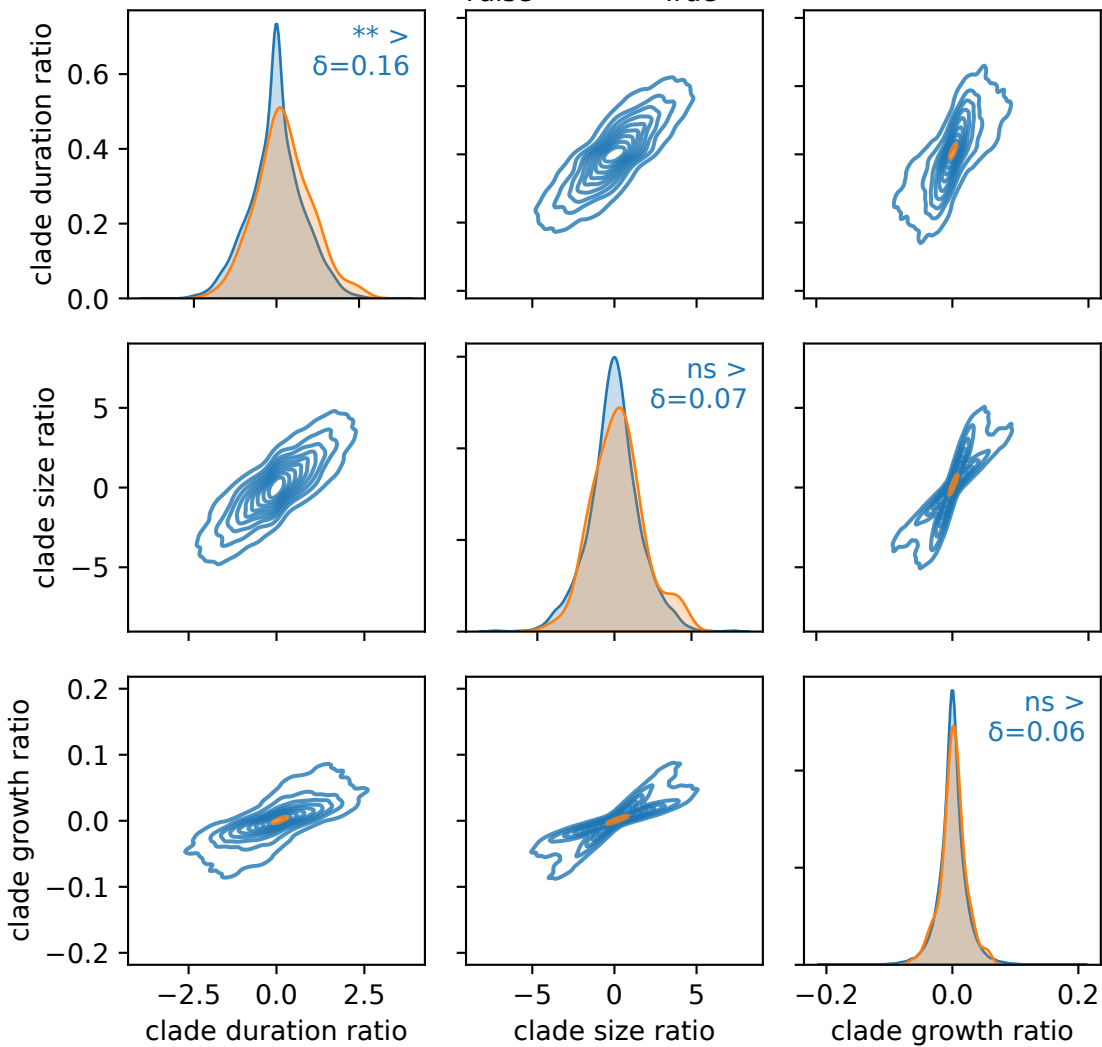 False True
clade duration ratio
0.6
0.4
0.2
0.0
** >
δ=0.16
clade size ratio
5
0
−5
ns >
δ=0.07
clade growth ratio
0.2
0.1
0.0
−0.1
−0.2
ns >
δ=0.06
−2.5 0.0 2.5
−5 0 5
−0.2 0.0 0.2
clade duration ratio
clade size ratio
clade growth ratio